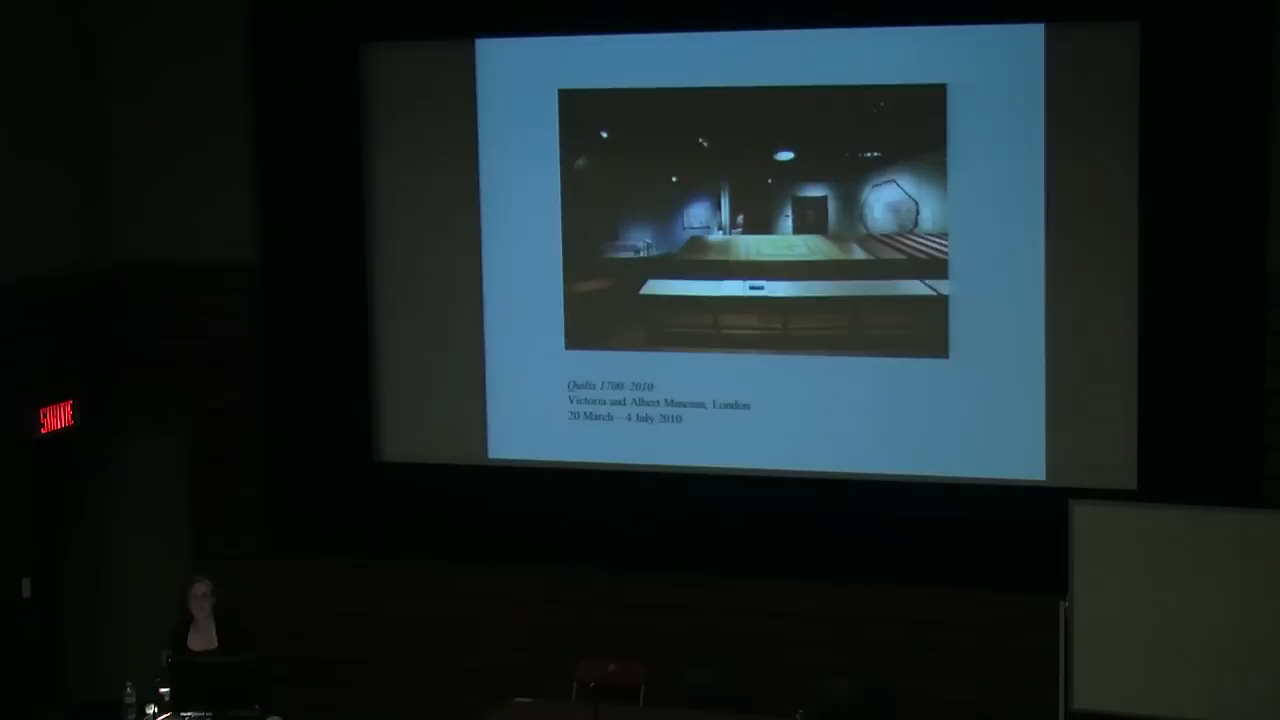 Quilts 1700–2010
Victoria and Albert Museum, London
20 March – 4 July 2010
SORTIE